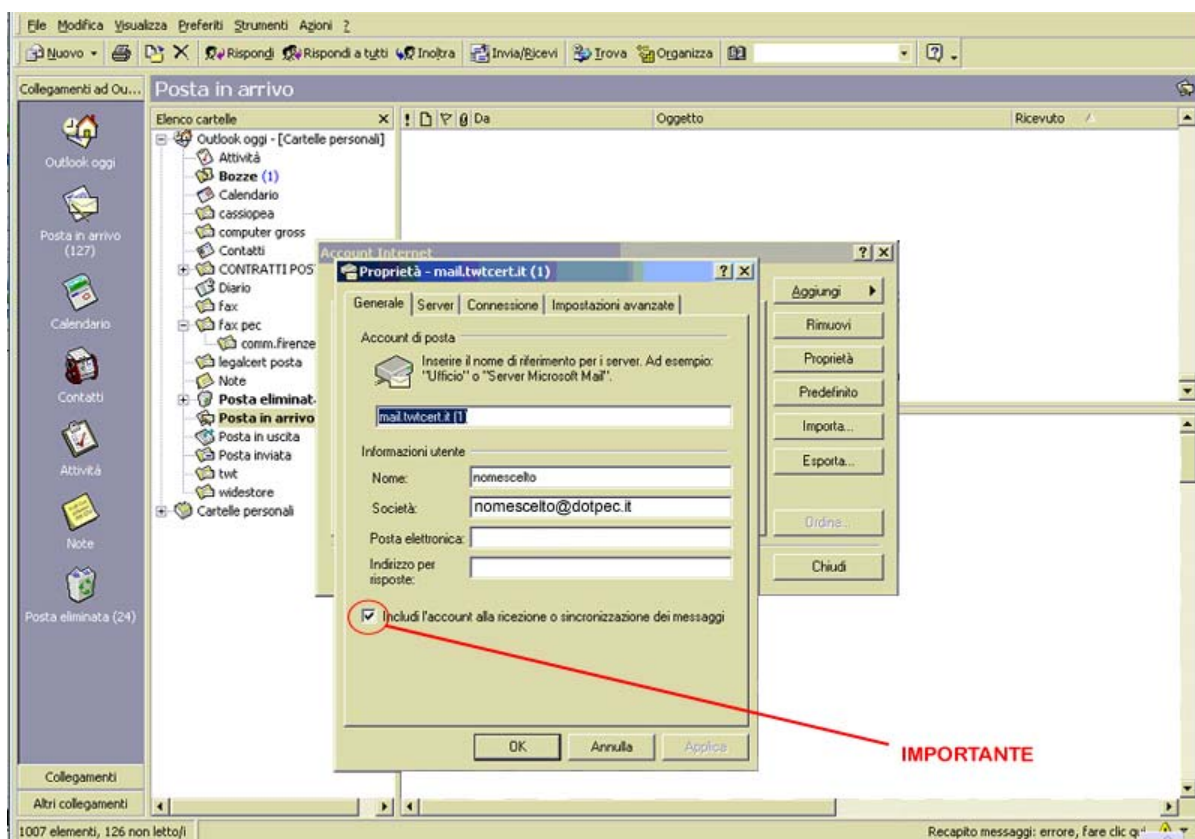 File Modifica Visualizza Preferiti Strumenti Azioni ?
Nuovo Rispondi Rispondi a tutti Inoltra Invia/Ricevi Trova Organizza
Collegamenti ad Ou... Posta in arrivo
Elenco cartelle
! Da Oggetto Ricevuto
Outlook oggi
Posta in arrivo
(127)
Calendario
Contatti
Attività
Note
Posta eliminata (24)
Collegamenti
Altri collegamenti
Outlook oggi - [Cartelle personali]
Attività
Bozze (1)
Calendario
cassiopea
computer gross
Contatti
CONTRATTI POS
Diario
fax
fax pec
comm.firenze
legalcert posta
Note
Posta eliminat
Posta in arrivo
Posta in uscita
Posta inviata
twt
widestore
Cartelle personali
Account Internet
Proprietà - mail.twtcert.it (1)
Generale Server Connessione Impostazioni avanzate
Account di posta
Inserire il nome di riferimento per i server. Ad esempio:
"Ufficio" o "Server Microsoft Mail".
mail.twtcert.it (1)
Informazioni utente
Nome: nomescelto
Società: nomescelto@dotpec.it
Posta elettronica:
Indirizzo per
risposte:
Includi l'account alla ricezione o sincronizzazione dei messaggi
OK Annulla Applica
Aggiungi
Rimuovi
Proprietà
Predefinito
Importa...
Esporta...
Ordina...
Chiudi
IMPORTANTE
1007 elementi, 126 non letto/i
Recapito messaggi: errore, fare clic qui